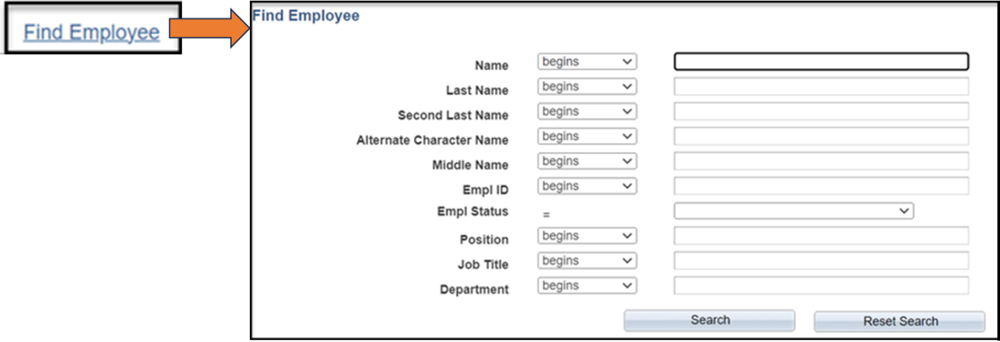 Find Employee
Find Employee
Name begins
Last Name begins
Second Last Name begins
Alternate Character Name begins
Middle Name begins
Empl ID begins
Empl Status =
Position begins
Job Title begins
Department begins
Search Reset Search